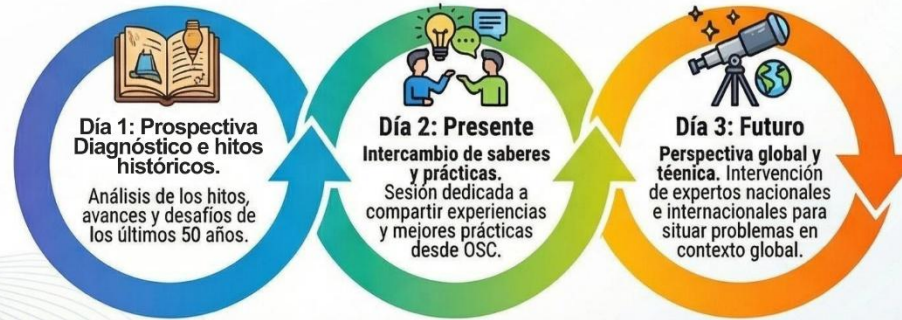 Día 1: Prospectiva
Diagnóstico e hitos
históricos.
Análisis de los hitos,
avances y desafíos de
los últimos 50 años.
Día 2: Presente
Intercambio de saberes
y prácticas.
Sesión dedicada a
compartir experiencias
y mejores prácticas
desde OSC.
Día 3: Futuro
Perspectiva global y
téenica. Intervención
de expertos nacionales
e internacionales para
situar problemas en
contexto global.